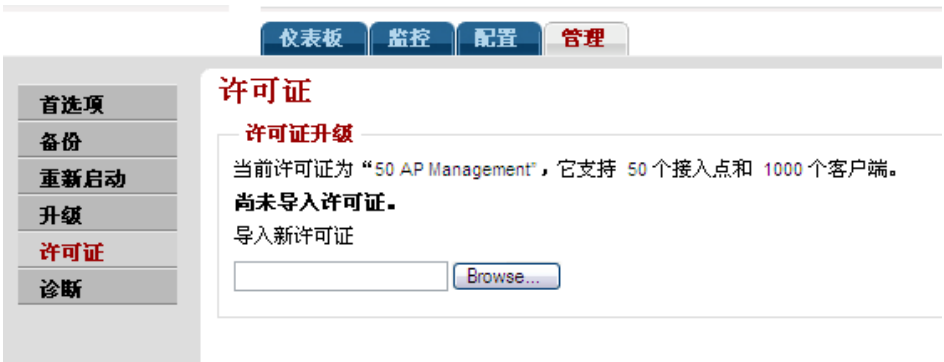 仪表板 监控 配置 管理
首选项
备份
重新启动
升级
许可证
诊断
许可证
许可证升级
当前许可证为“50 AP Management”，它支持 50 个接入点和 1000 个客户端。
尚未导入许可证。
导入新许可证
Browse...